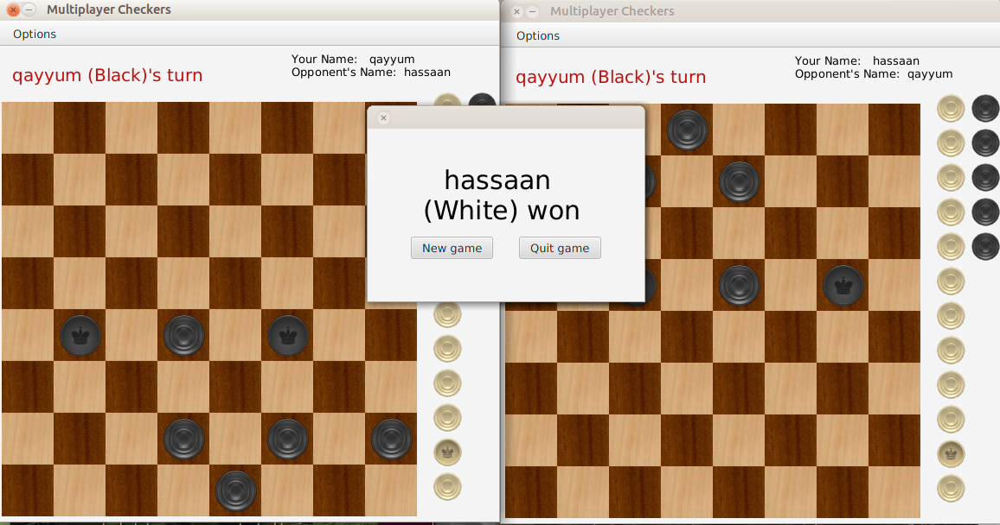 Multiplayer Checkers
Options
qayyum (Black)'s turn
Your Name: qayyum
Opponent's Name: hassaan
Multiplayer Checkers
Options
qayyum (Black)'s turn
Your Name: hassaan
Opponent's Name: qayyum
hassaan
(White) won
New game
Quit game